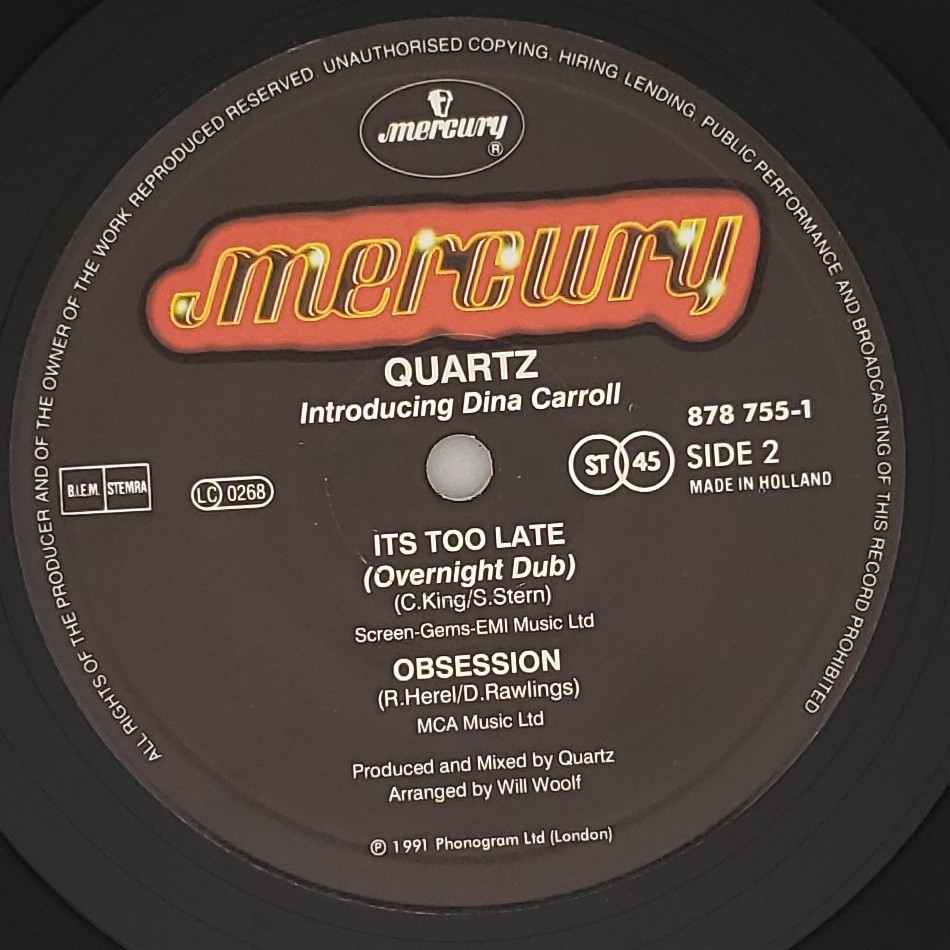 ALL RIGHTS OF THE PRODUCER AND OF THE OWNER OF THE WORK REPRODUCED RESERVED. UNAUTHORISED COPYING, HIRING LENDING, PUBLIC PERFORMANCE AND BROADCASTING OF THIS RECORD PROHIBITED
mercury
®
mercury
QUARTZ
Introducing Dina Carroll
878 755-1
ST 45 SIDE 2
MADE IN HOLLAND
B.I.E.M. STEMRA
LC 0268
ITS TOO LATE
(Overnight Dub)
(C.King/S.Stern)
Screen-Gems-EMI Music Ltd
OBSESSION
(R.Herel/D.Rawlings)
MCA Music Ltd
Produced and Mixed by Quartz
Arranged by Will Woolf
℗ 1991 Phonogram Ltd (London)